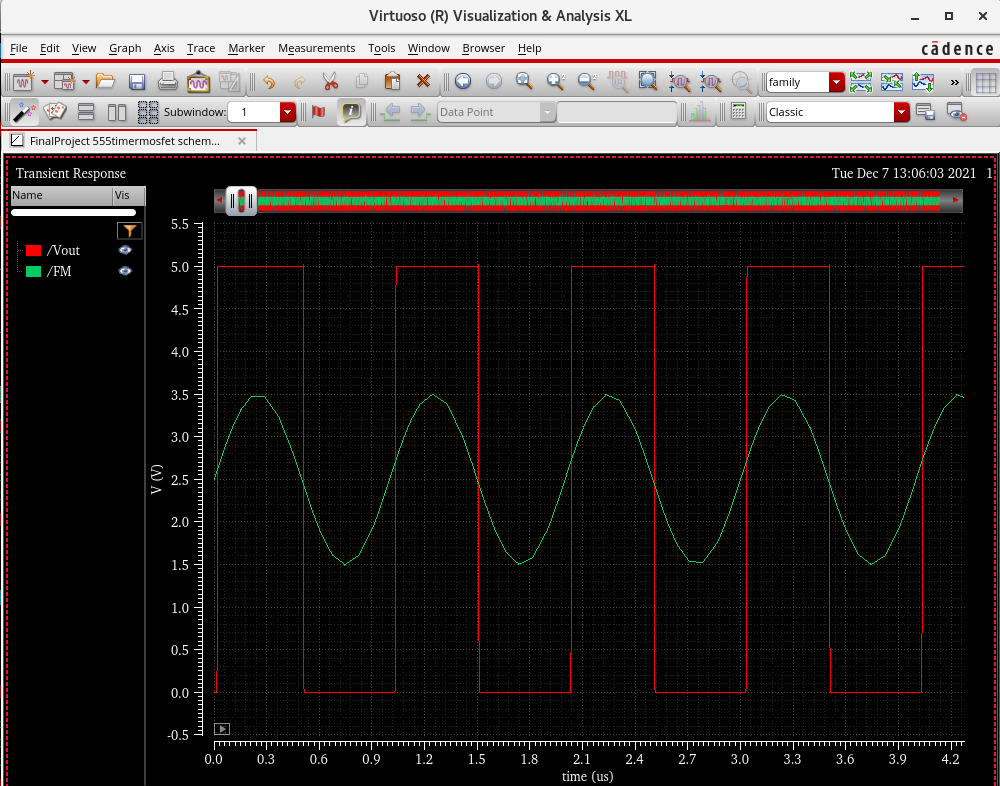 Virtuoso (R) Visualization & Analysis XL
File Edit View Graph Axis Trace Marker Measurements Tools Window Browser Help
cādence
family
Subwindow: 1
Data Point
Classic
FinalProject 555timermosfet schem...
Transient Response
Tue Dec 7 13:06:03 2021 1
Name Vis
/Vout
/FM
5.5
5.0
4.5
4.0
3.5
3.0
2.5
2.0
1.5
1.0
0.5
0.0
-0.5
V (V)
0.0 0.3 0.6 0.9 1.2 1.5 1.8 2.1 2.4 2.7 3.0 3.3 3.6 3.9 4.2
time (us)